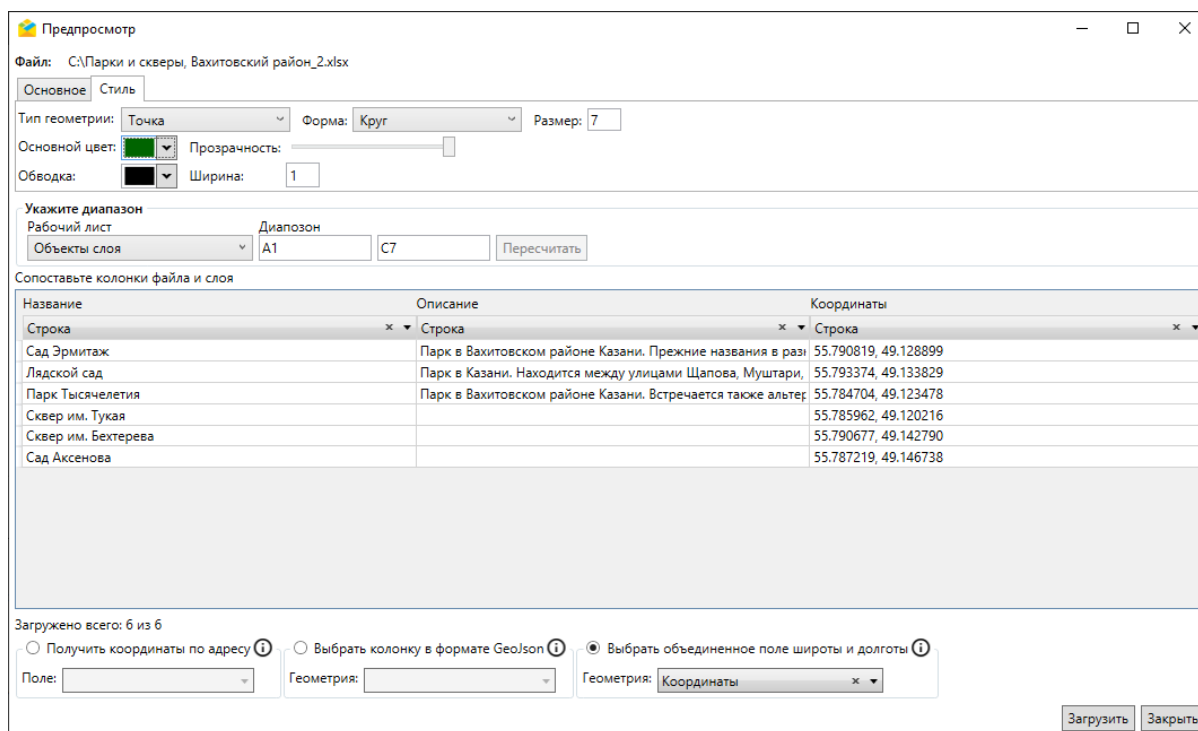 Предпросмотр
Файл: C:\Парки и скверы, Вахитовский район_2.xlsx
Основное Стиль
Тип геометрии: Точка Форма: Круг Размер: 7
Основной цвет: Прозрачность:
Обводка: Ширина: 1
Укажите диапазон
Рабочий лист Диапозон
Объекты слоя A1 C7 Пересчитать
Сопоставьте колонки файла и слоя
Название Описание Координаты
Строка Строка Строка
Сад Эрмитаж Парк в Вахитовском районе Казани. Прежние названия в разн 55.790819, 49.128899
Лядской сад Парк в Казани. Находится между улицами Щапова, Муштари, 55.793374, 49.133829
Парк Тысячелетия Парк в Вахитовском районе Казани. Встречается также альтер 55.784704, 49.123478
Сквер им. Тукая 55.785962, 49.120216
Сквер им. Бехтерева 55.790677, 49.142790
Сад Аксенова 55.787219, 49.146738
Загружено всего: 6 из 6
Получить координаты по адресу Выбрать колонку в формате GeoJson Выбрать объединенное поле широты и долготы
Поле: Геометрия: Геометрия: Координаты
Загрузить Закрыть